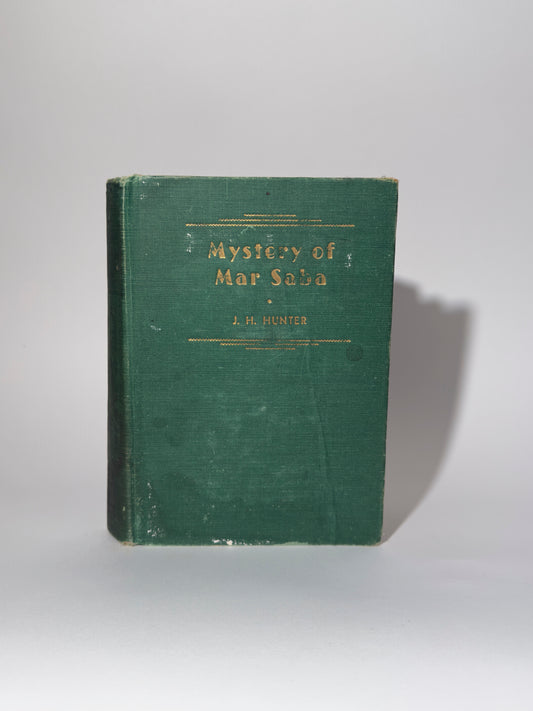 Mystery of
Mar Saba
J. H. HUNTER